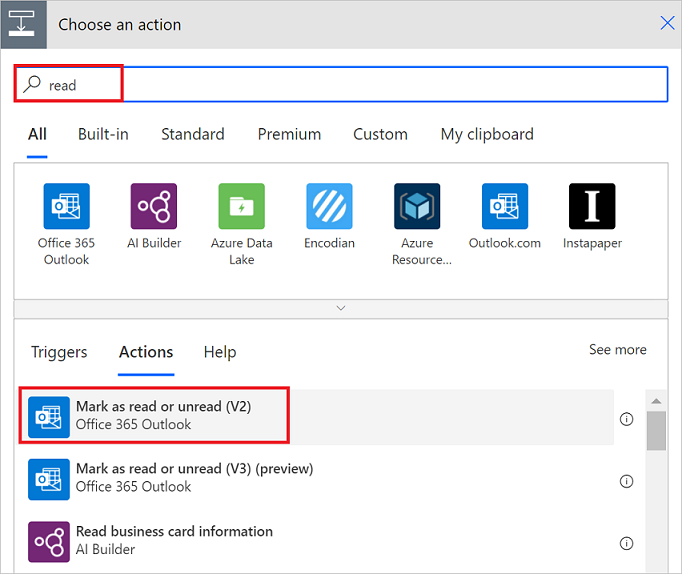 Choose an action
read
All Built-in Standard Premium Custom My clipboard
Office 365 Outlook
AI Builder
Azure Data Lake
Encodian
Azure Resource...
Outlook.com
Instapaper
Triggers Actions Help See more
Mark as read or unread (V2)
Office 365 Outlook
Mark as read or unread (V3) (preview)
Office 365 Outlook
Read business card information
AI Builder